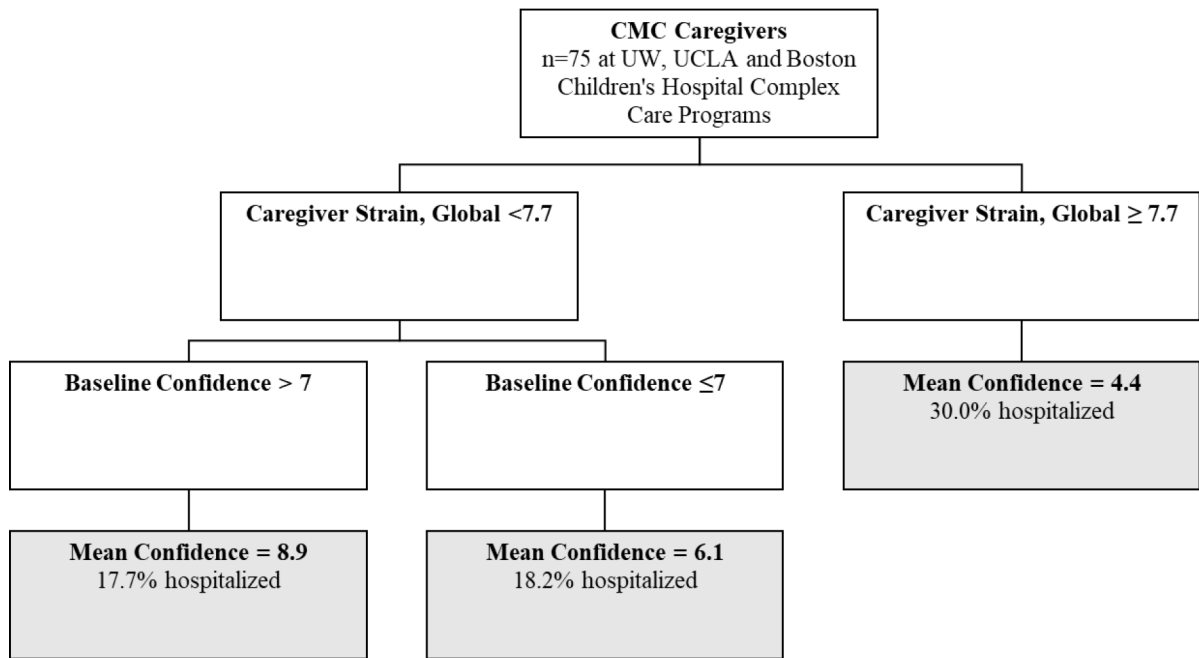 CMC Caregivers
n=75 at UW, UCLA and Boston
Children's Hospital Complex
Care Programs
Caregiver Strain, Global <7.7
Caregiver Strain, Global ≥ 7.7
Baseline Confidence > 7
Baseline Confidence ≤7
Mean Confidence = 4.4
30.0% hospitalized
Mean Confidence = 8.9
17.7% hospitalized
Mean Confidence = 6.1
18.2% hospitalized